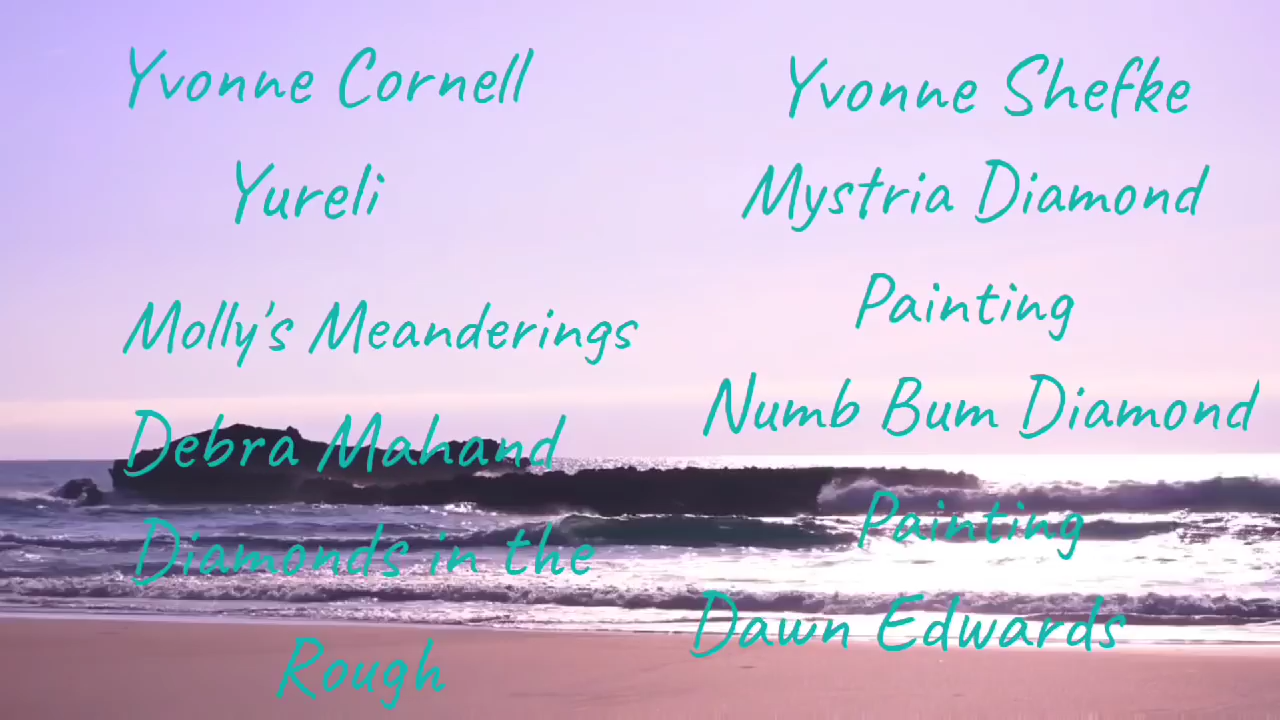 Yvonne Cornell
Yureli
Molly's Meanderings
Debra Mahand
Diamonds in the
Rough
Yvonne Shefke
Mystria Diamond
Painting
Numb Bum Diamond
Painting
Dawn Edwards